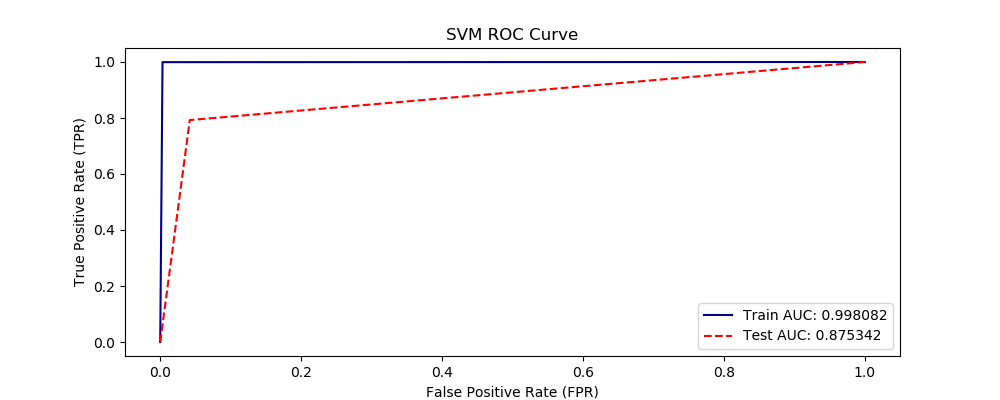 SVM ROC Curve
True Positive Rate (TPR)
1.0
0.8
0.6
0.4
0.2
0.0
Train AUC: 0.998082
Test AUC: 0.875342
0.0 0.2 0.4 0.6 0.8 1.0
False Positive Rate (FPR)